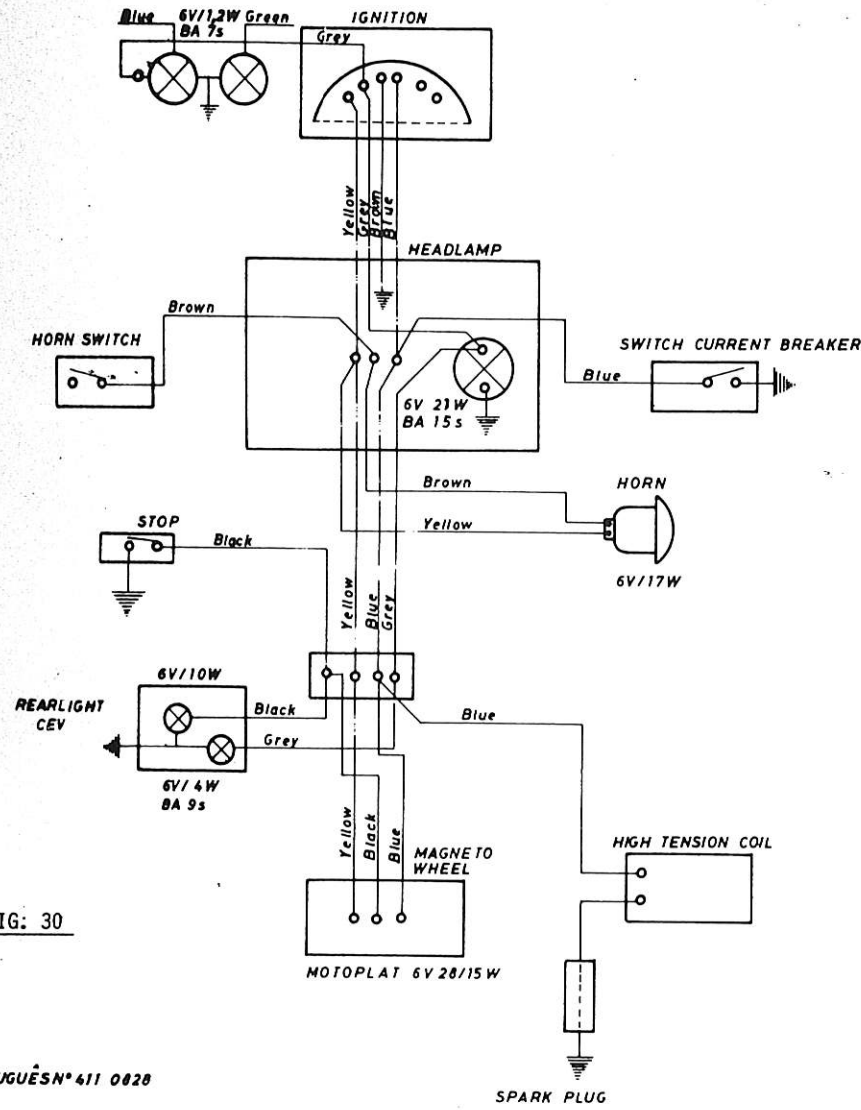 Blue
6V/1,2W Green
BA 7s
IGNITION
Grey
Yellow
Grey
Brown
Blue
HEADLAMP
Brown
HORN SWITCH
SWITCH CURRENT BREAKER
Blue
6V 21W
BA 15s
Brown
HORN
Yellow
6V/17W
STOP
Black
Yellow
Blue
Grey
6V/10W
REARLIGHT
CEV
Black
Blue
Grey
6V/4W
BA 9s
Yellow
Black
Blue
MAGNETO
WHEEL
HIGH TENSION COIL
IG: 30
MOTOPLAT 6V 28/15W
UGUÊS Nº 411 0828
SPARK PLUG